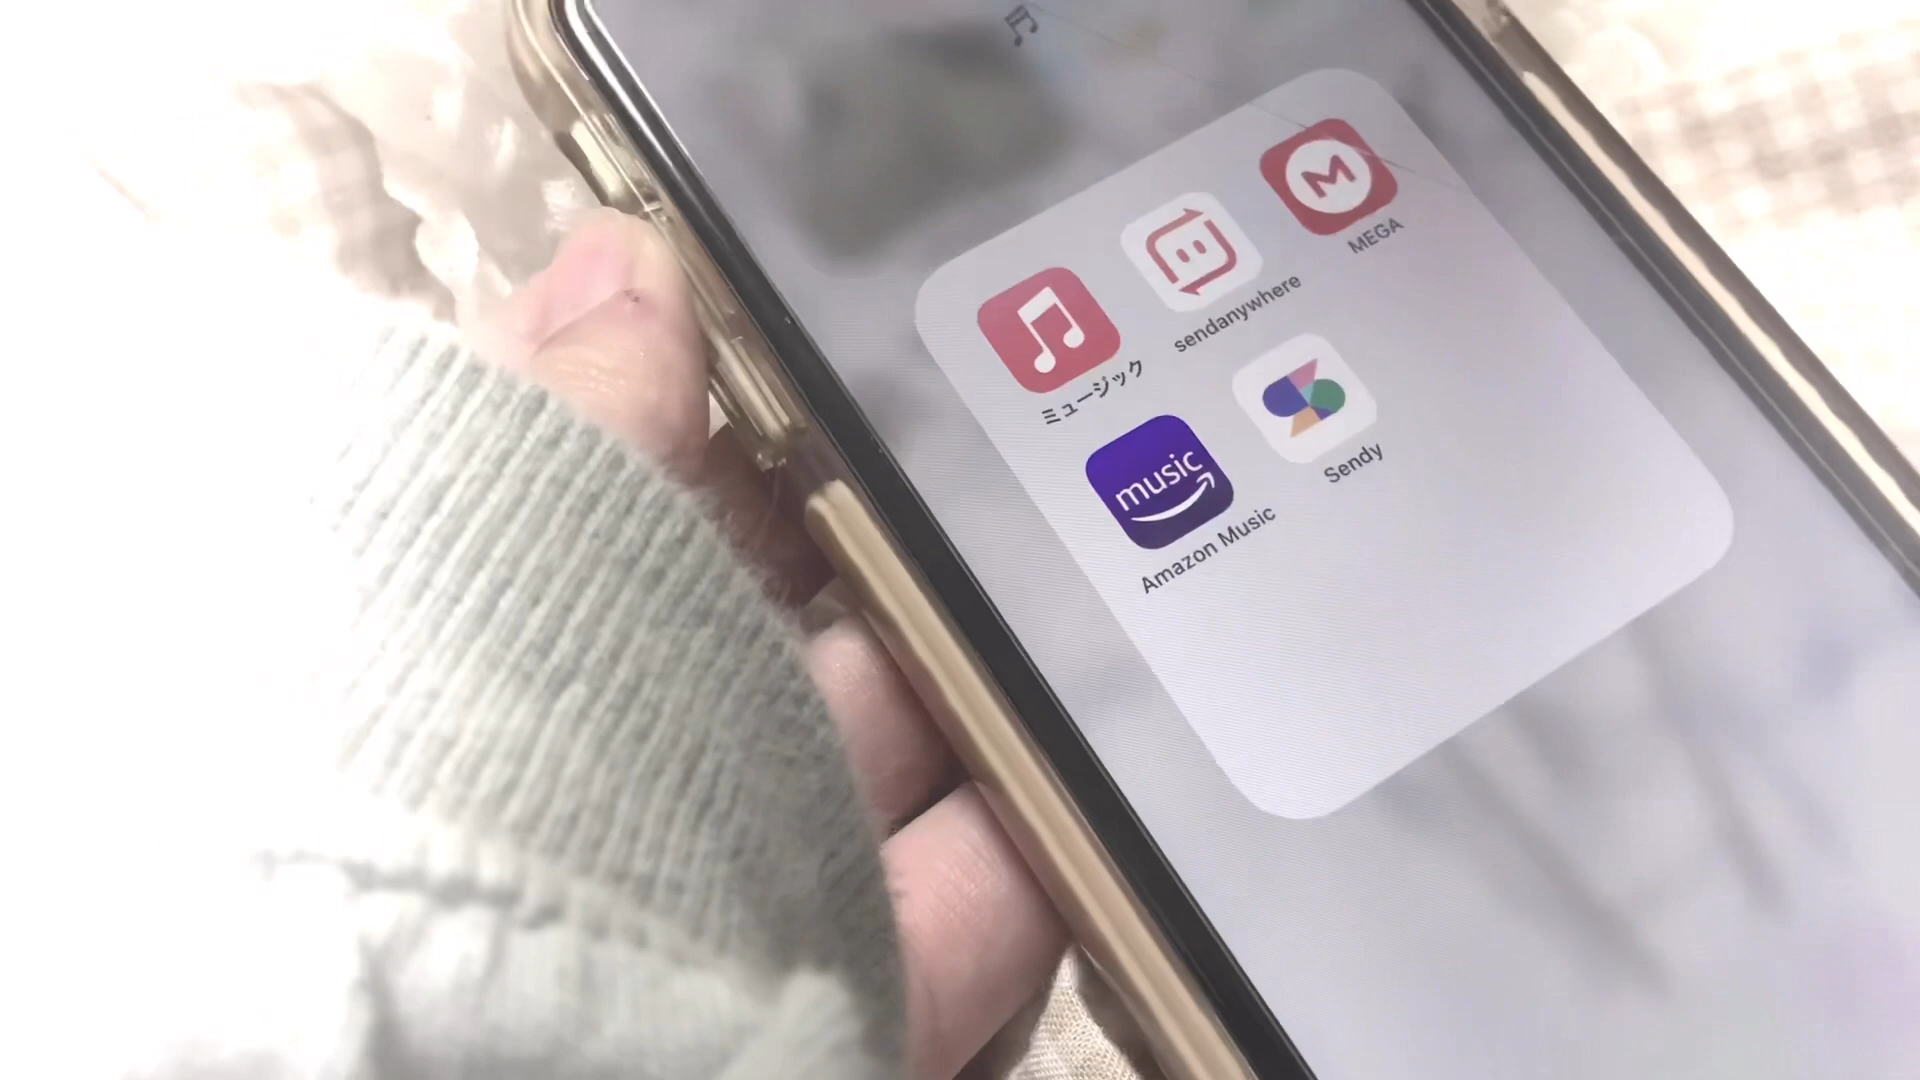 ♬
ミュージック
sendanywhere
M
MEGA
music
Amazon Music
Sendy